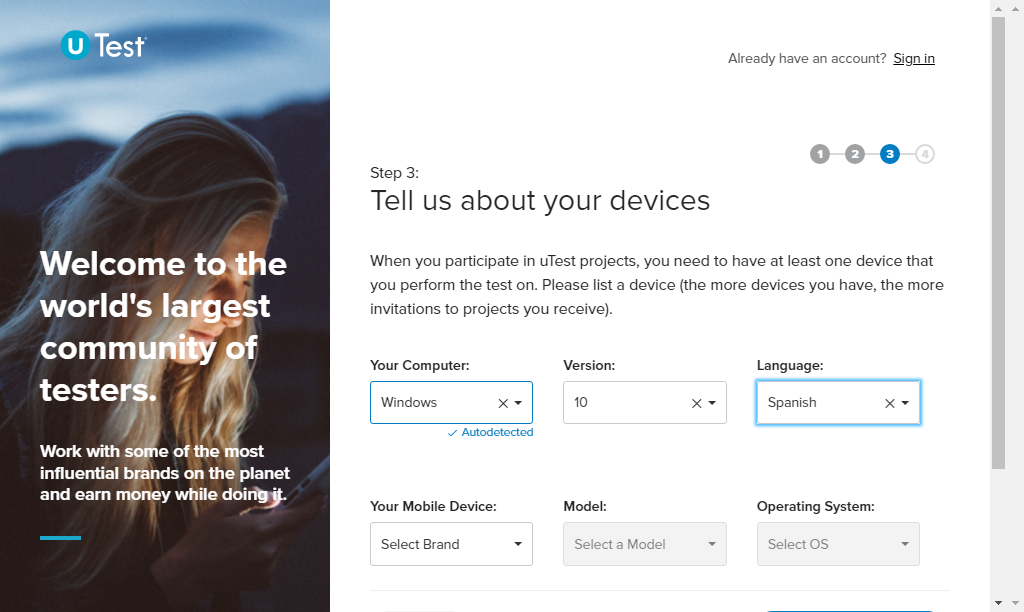 U Test
Already have an account? Sign in
1 2 3 4
Step 3:
Tell us about your devices
Welcome to the
world's largest
community of
testers.
Work with some of the most
influential brands on the planet
and earn money while doing it.
When you participate in uTest projects, you need to have at least one device that
you perform the test on. Please list a device (the more devices you have, the more
invitations to projects you receive).
Your Computer: Version: Language:
Windows 10 Spanish
Autodetected
Your Mobile Device: Model: Operating System:
Select Brand Select a Model Select OS